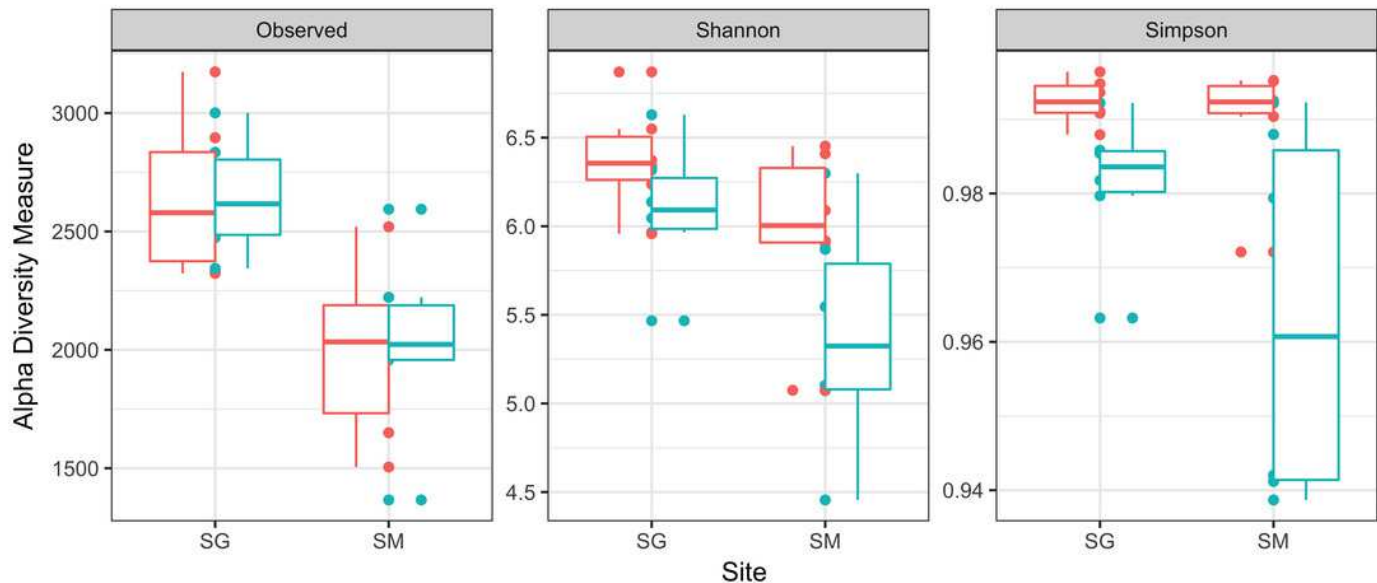 Observed
Shannon
Simpson
Alpha Diversity Measure
3000
2500
2000
1500
6.5
6.0
5.5
5.0
4.5
0.98
0.96
0.94
SG SM
SG SM
SG SM
Site